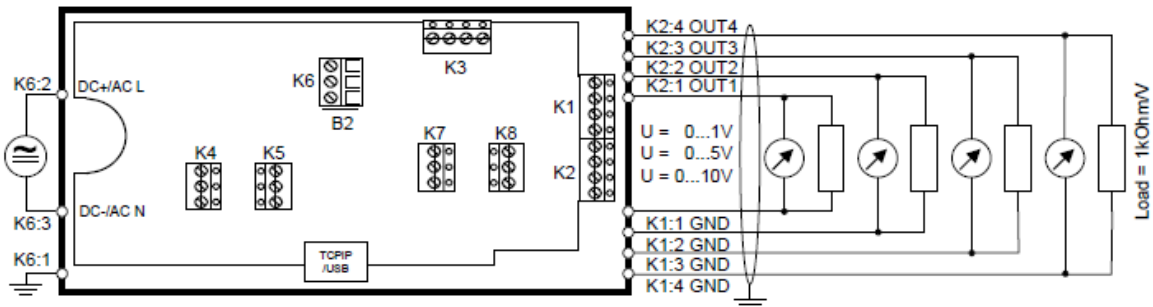 K2:4 OUT4
K2:3 OUT3
K2:2 OUT2
K2:1 OUT1
K3
K6:2
DC+/AC L
K6
B2
K1
K7
K8
K4
K5
K2
U = 0...1V
U = 0...5V
U = 0...10V
Load = 1kOhm/V
K6:3
DC-/AC N
K6:1
TCPIP
/USB
K1:1 GND
K1:2 GND
K1:3 GND
K1:4 GND